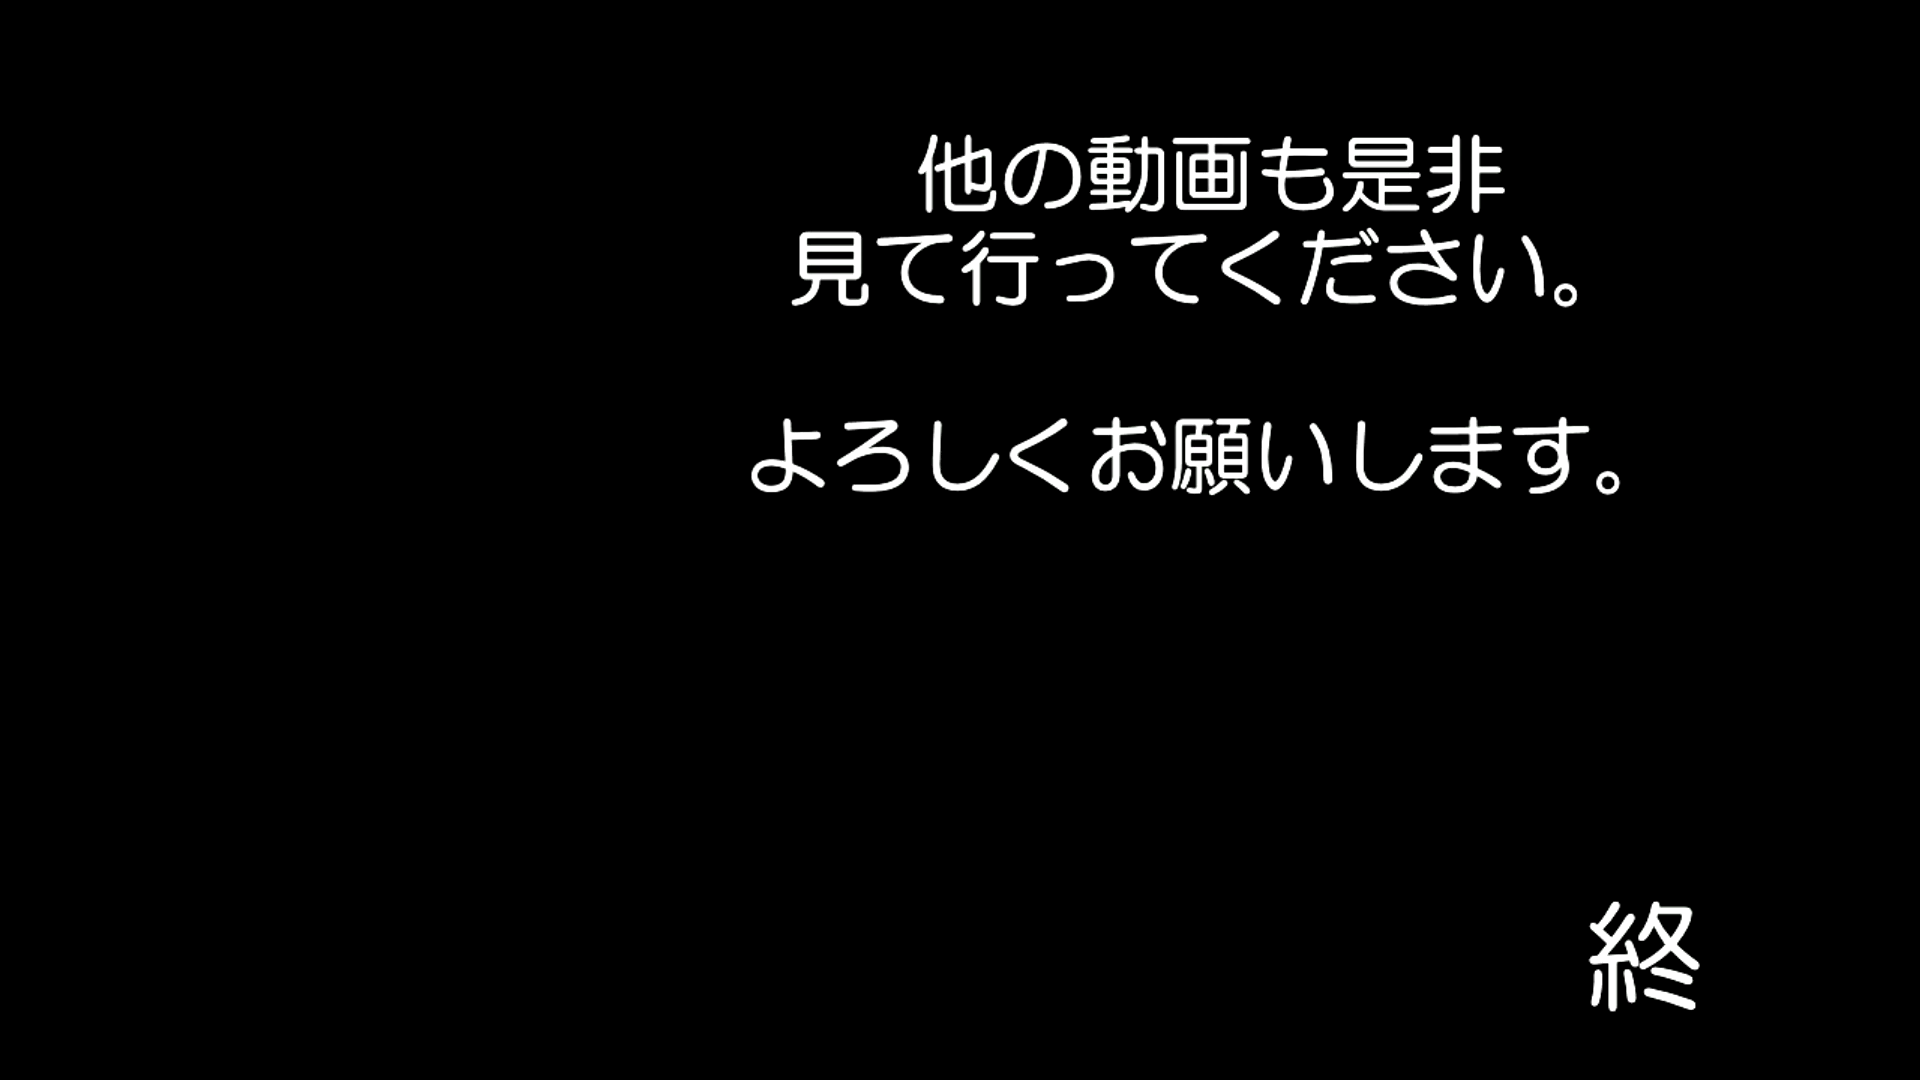 他の動画も是非
見て行ってください。
よろしくお願いします。
終